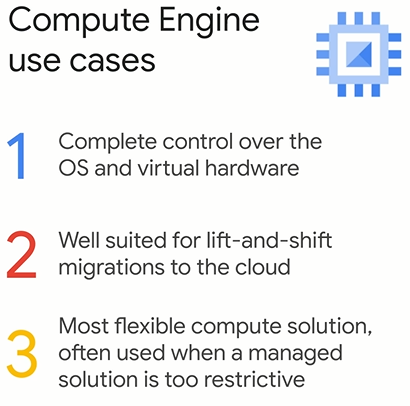 Compute Engine
use cases
1
Complete control over the
OS and virtual hardware
2
Well suited for lift-and-shift
migrations to the cloud
3
Most flexible compute solution,
often used when a managed
solution is too restrictive